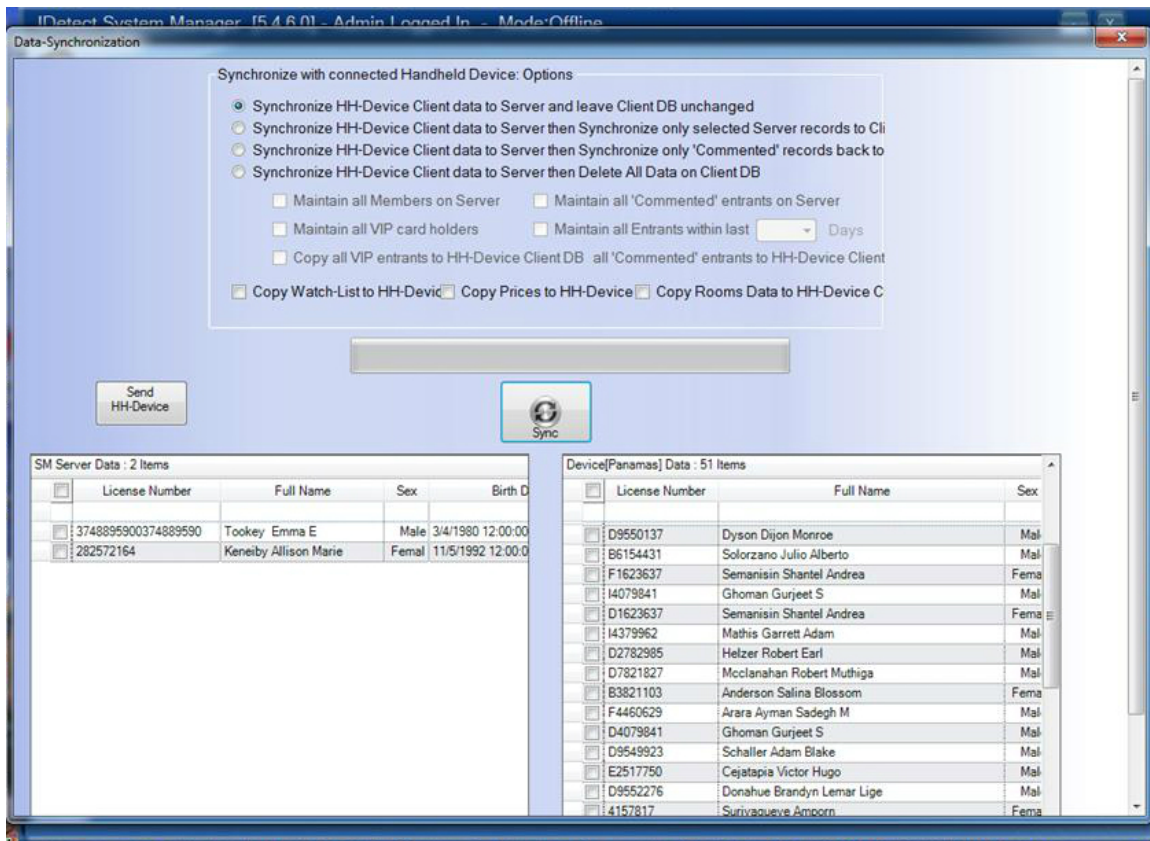 IDetect System Manager [5.4.6.0] - Admin Logged In - Mode:Offline
Data-Synchronization
Synchronize with connected Handheld Device: Options
Synchronize HH-Device Client data to Server and leave Client DB unchanged
Synchronize HH-Device Client data to Server then Synchronize only selected Server records to Cli
Synchronize HH-Device Client data to Server then Synchronize only 'Commented' records back to
Synchronize HH-Device Client data to Server then Delete All Data on Client DB
Maintain all Members on Server Maintain all 'Commented' entrants on Server
Maintain all VIP card holders Maintain all Entrants within last Days
Copy all VIP entrants to HH-Device Client DB all 'Commented' entrants to HH-Device Client
Copy Watch-List to HH-Devic Copy Prices to HH-Device Copy Rooms Data to HH-Device C
Send
HH-Device
Sync
SM Server Data : 2 Items
License Number Full Name Sex Birth D
3748895900374889590 Tookey Emma E Male 3/4/1980 12:00:00
282572164 Keneiby Allison Marie Femal 11/5/1992 12:00:0
Device[Panamas] Data : 51 Items
License Number Full Name Sex
D9550137 Dyson Dijon Monroe Mal
B6154431 Solorzano Julio Alberto Mal
F1623637 Semanisin Shantel Andrea Fema
I4079841 Ghoman Gurjeet S Mal
D1623637 Semanisin Shantel Andrea Fema
I4379962 Mathis Garrett Adam Mal
D2782985 Helzer Robert Earl Mal
D7821827 Mcclanahan Robert Muthiga Mal
B3821103 Anderson Salina Blossom Fema
F4460629 Arara Ayman Sadegh M Mal
D4079841 Ghoman Gurjeet S Mal
D9549923 Schaller Adam Blake Mal
E2517750 Cejatapia Victor Hugo Mal
D9552276 Donahue Brandyn Lemar Lige Mal
4157817 Suriyaqueve Amporn Fema